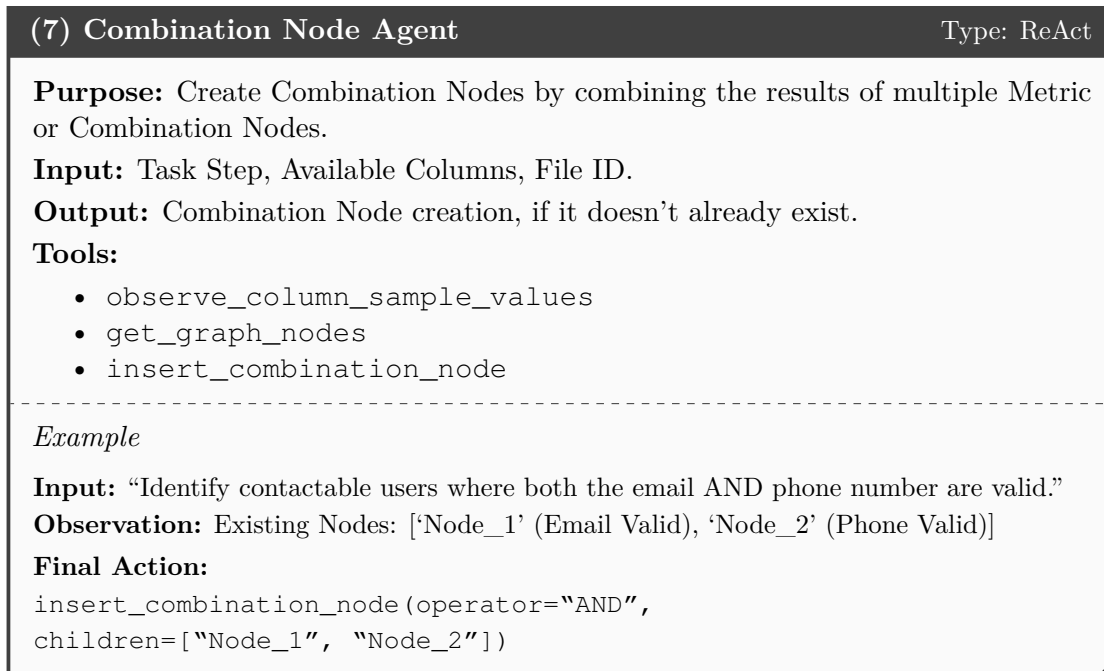 (7) Combination Node Agent Type: ReAct
Purpose: Create Combination Nodes by combining the results of multiple Metric
or Combination Nodes.
Input: Task Step, Available Columns, File ID.
Output: Combination Node creation, if it doesn’t already exist.
Tools:
• observe_column_sample_values
• get_graph_nodes
• insert_combination_node
Example
Input: “Identify contactable users where both the email AND phone number are valid.”
Observation: Existing Nodes: [‘Node_1’ (Email Valid), ‘Node_2’ (Phone Valid)]
Final Action:
insert_combination_node(operator=“AND”,
children=[“Node_1”, “Node_2”])